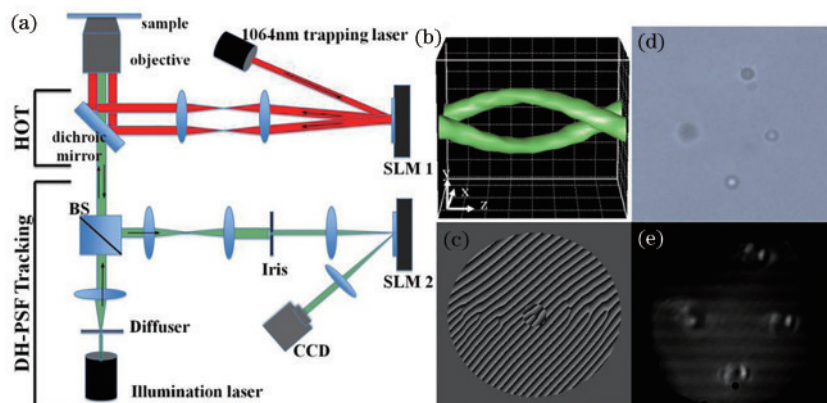 (a)
sample
objective
1064nm trapping laser
HOT
dichroic
mirror
SLM 1
DH-PSF Tracking
BS
Iris
SLM 2
Diffuser
CCD
Illumination laser
(b)
y
x
z
(c)
(d)
(e)